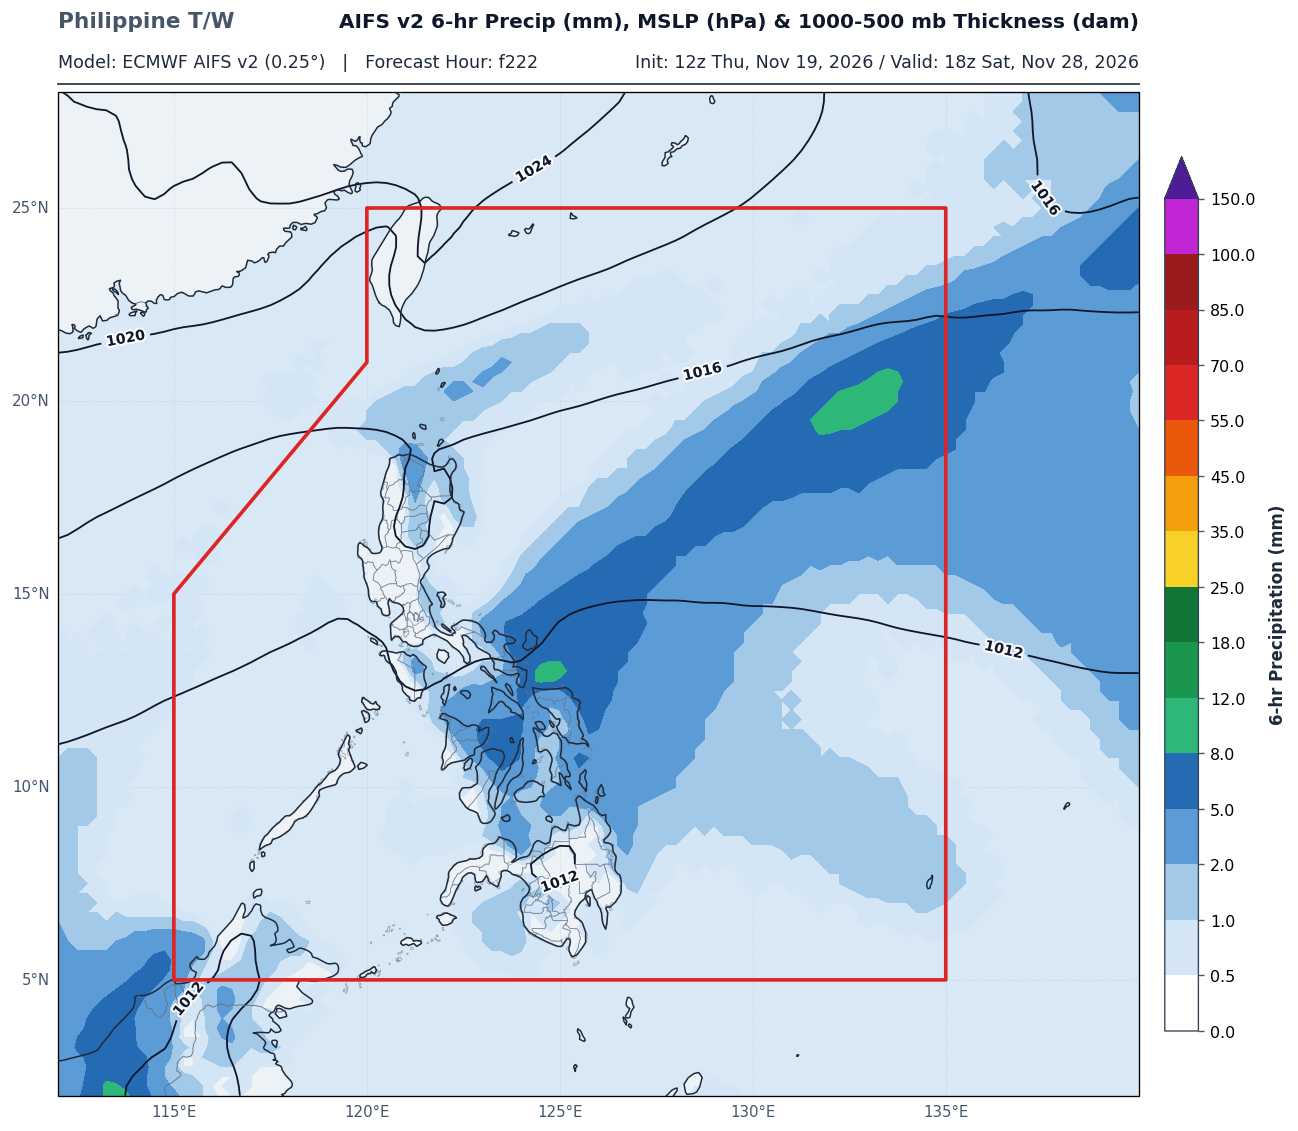 Philippine T/W
AIFS v2 6-hr Precip (mm), MSLP (hPa) & 1000-500 mb Thickness (dam)
Model: ECMWF AIFS v2 (0.25°) | Forecast Hour: f222
Init: 12z Thu, Nov 19, 2026 / Valid: 18z Sat, Nov 28, 2026
1024
1016
1020
1016
1012
1012
1012
25°N
20°N
15°N
10°N
5°N
115°E
120°E
125°E
130°E
135°E
150.0
100.0
85.0
70.0
55.0
45.0
35.0
25.0
18.0
12.0
8.0
5.0
2.0
1.0
0.5
0.0
6-hr Precipitation (mm)